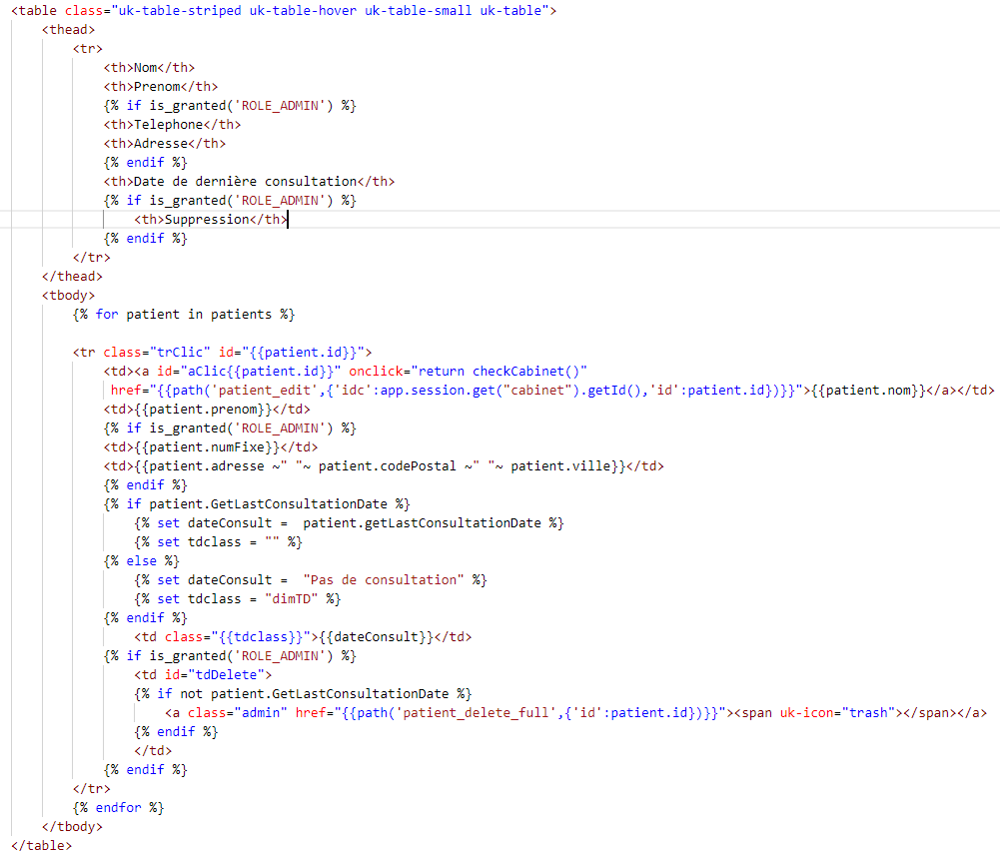 <table class="uk-table-striped uk-table-hover uk-table-small uk-table">
<thead>
<tr>
<th>Nom</th>
<th>Prenom</th>
{% if is_granted('ROLE_ADMIN') %}
<th>Telephone</th>
<th>Adresse</th>
{% endif %}
<th>Date de dernière consultation</th>
{% if is_granted('ROLE_ADMIN') %}
<th>Suppression</th>
{% endif %}
</tr>
</thead>
<tbody>
{% for patient in patients %}
<tr class="trClic" id="{{patient.id}}">
<td><a id="aClic{{patient.id}}" onclick="return checkCabinet()"
href="{{path('patient_edit',{'idc':app.session.get("cabinet").getId(),'id':patient.id})}}">{{patient.nom}}</a></td>
<td>{{patient.prenom}}</td>
{% if is_granted('ROLE_ADMIN') %}
<td>{{patient.numFixe}}</td>
<td>{{patient.adresse ~" "~ patient.codePostal ~" "~ patient.ville}}</td>
{% endif %}
{% if patient.GetLastConsultationDate %}
{% set dateConsult =  patient.getLastConsultationDate %}
{% set tdclass = "" %}
{% else %}
{% set dateConsult =  "Pas de consultation" %}
{% set tdclass = "dimTD" %}
{% endif %}
<td class="{{tdclass}}">{{dateConsult}}</td>
{% if is_granted('ROLE_ADMIN') %}
<td id="tdDelete">
{% if not patient.GetLastConsultationDate %}
<a class="admin" href="{{path('patient_delete_full',{'id':patient.id})}}"><span uk-icon="trash"></span></a>
{% endif %}
</td>
{% endif %}
</tr>
{% endfor %}
</tbody>
</table>